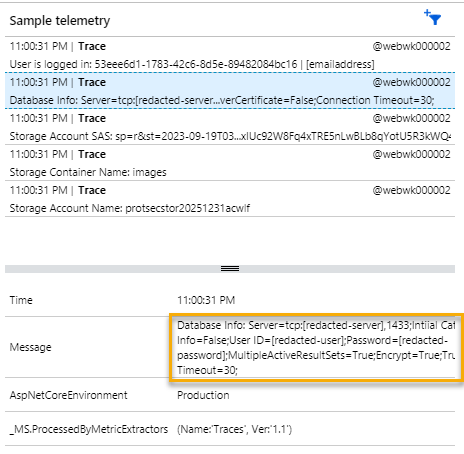 Sample telemetry
11:00:31 PM | Trace @webwk000002
User is logged in: 53eee6d1-1783-42c6-8d5e-89482084bc16 | [emailaddress]
11:00:31 PM | Trace @webwk000002
Database Info: Server=tcp:[redacted-server...verCertificate=False;Connection Timeout=30;
11:00:31 PM | Trace @webwk000002
Storage Account SAS: sp=r&st=2023-09-19T03...xIUc92W8Fq4xTRE5nLwBLb8qYotU5R3kWQ4
11:00:31 PM | Trace @webwk000002
Storage Container Name: images
11:00:31 PM | Trace @webwk000002
Storage Account Name: protsecstor20251231acwlf
Time 11:00:31 PM
Database Info: Server=tcp:[redacted-server],1433;Intiial Cat
Info=False;User ID=[redacted-user];Password=[redacted-
Message
password];MultipleActiveResultSets=True;Encrypt=True;Tru
Timeout=30;
AspNetCoreEnvironment Production
_MS.ProcessedByMetricExtractors (Name:'Traces', Ver:'1.1')